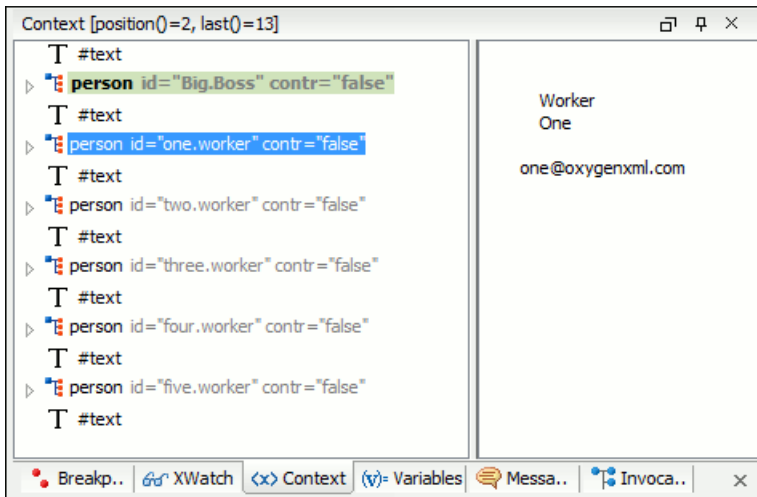 Context [position()=2, last()=13]
T #text
person id="Big.Boss" contr="false"
T #text
person id="one.worker" contr="false"
T #text
person id="two.worker" contr="false"
T #text
person id="three.worker" contr="false"
T #text
person id="four.worker" contr="false"
T #text
person id="five.worker" contr="false"
T #text
Worker
One
one@oxygenxml.com
Breakp.. XWatch <x> Context (v)= Variables Messa.. Invoca..